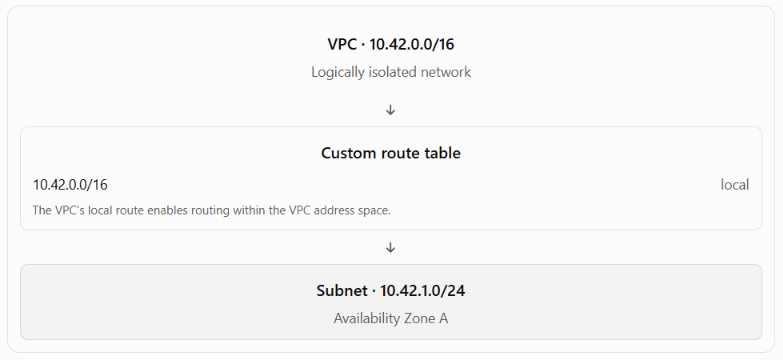 VPC · 10.42.0.0/16
Logically isolated network
↓
Custom route table
10.42.0.0/16 local
The VPC's local route enables routing within the VPC address space.
↓
Subnet · 10.42.1.0/24
Availability Zone A